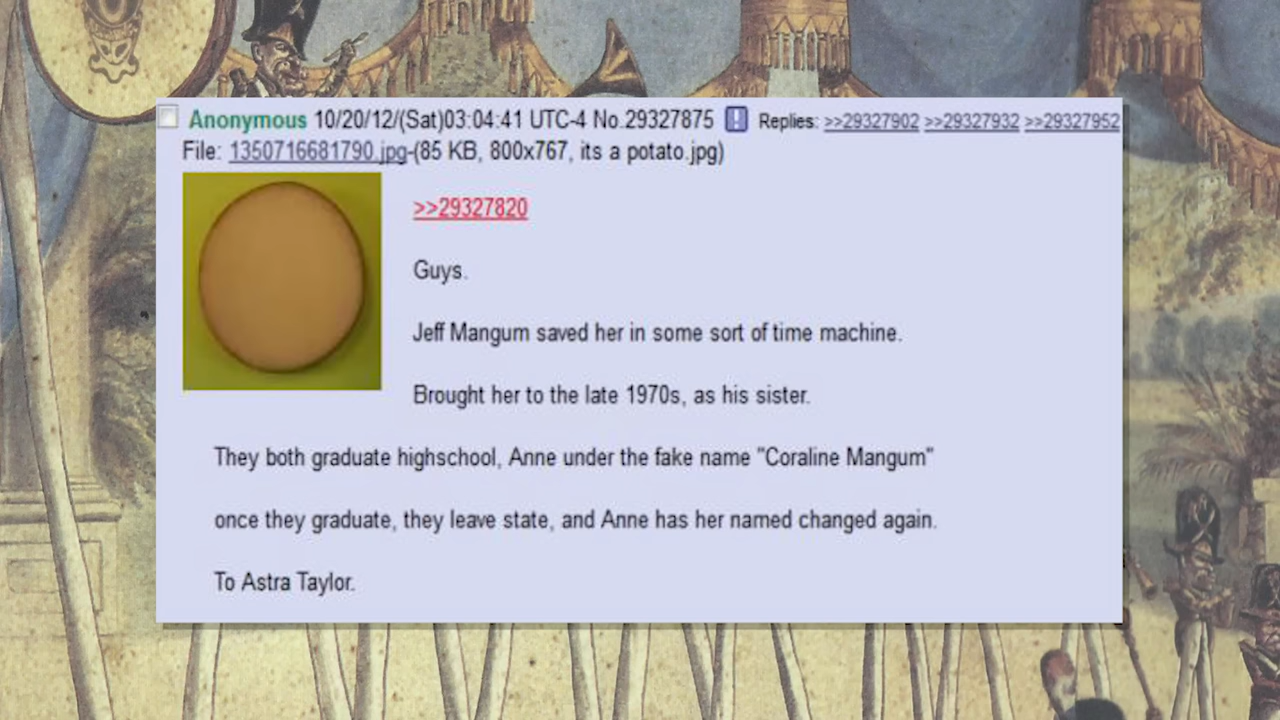 Anonymous 10/20/12/(Sat)03:04:41 UTC-4 No.29327875 Replies: >>29327902 >>29327932 >>29327952
File: 1350716681790.jpg-(85 KB, 800x767, its a potato.jpg)
>>29327820
Guys.
Jeff Mangum saved her in some sort of time machine.
Brought her to the late 1970s, as his sister.
They both graduate highschool, Anne under the fake name "Coraline Mangum"
once they graduate, they leave state, and Anne has her named changed again.
To Astra Taylor.